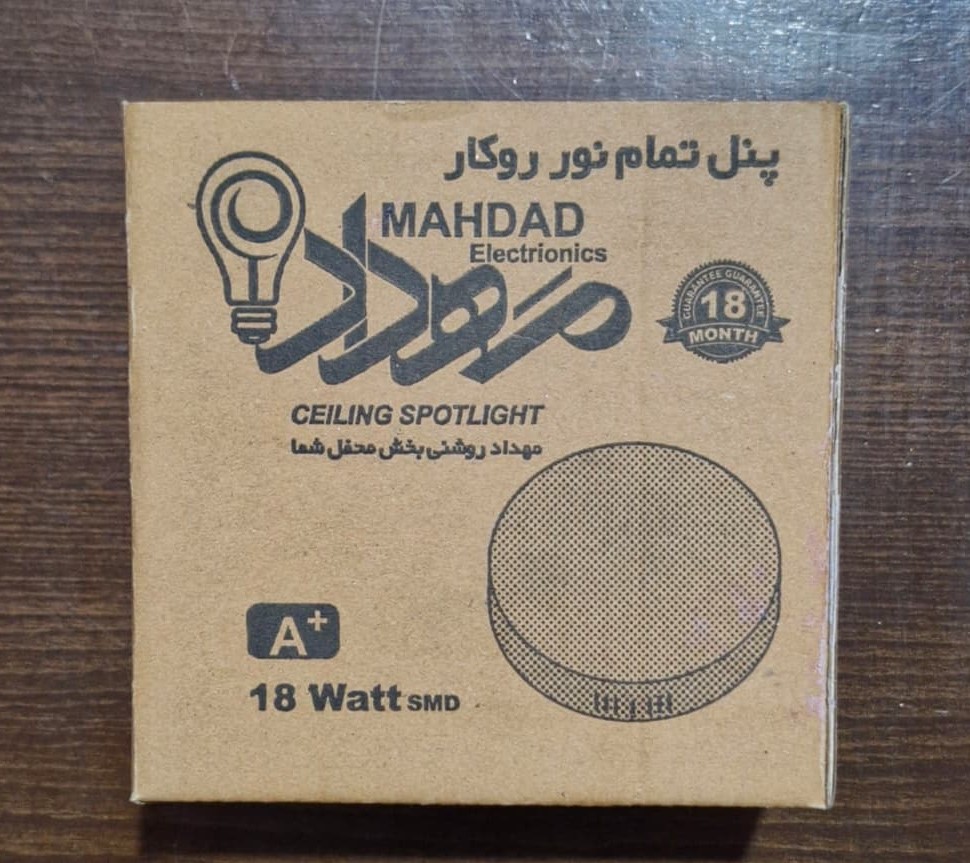 پنل تمام نور روکار
MAHDAD
Electrionics
مهداد
GUARANTEE GUARANTEE
18
MONTH
CEILING SPOTLIGHT
مهداد روشنی بخش محفل شما
A+
18 Watt SMD